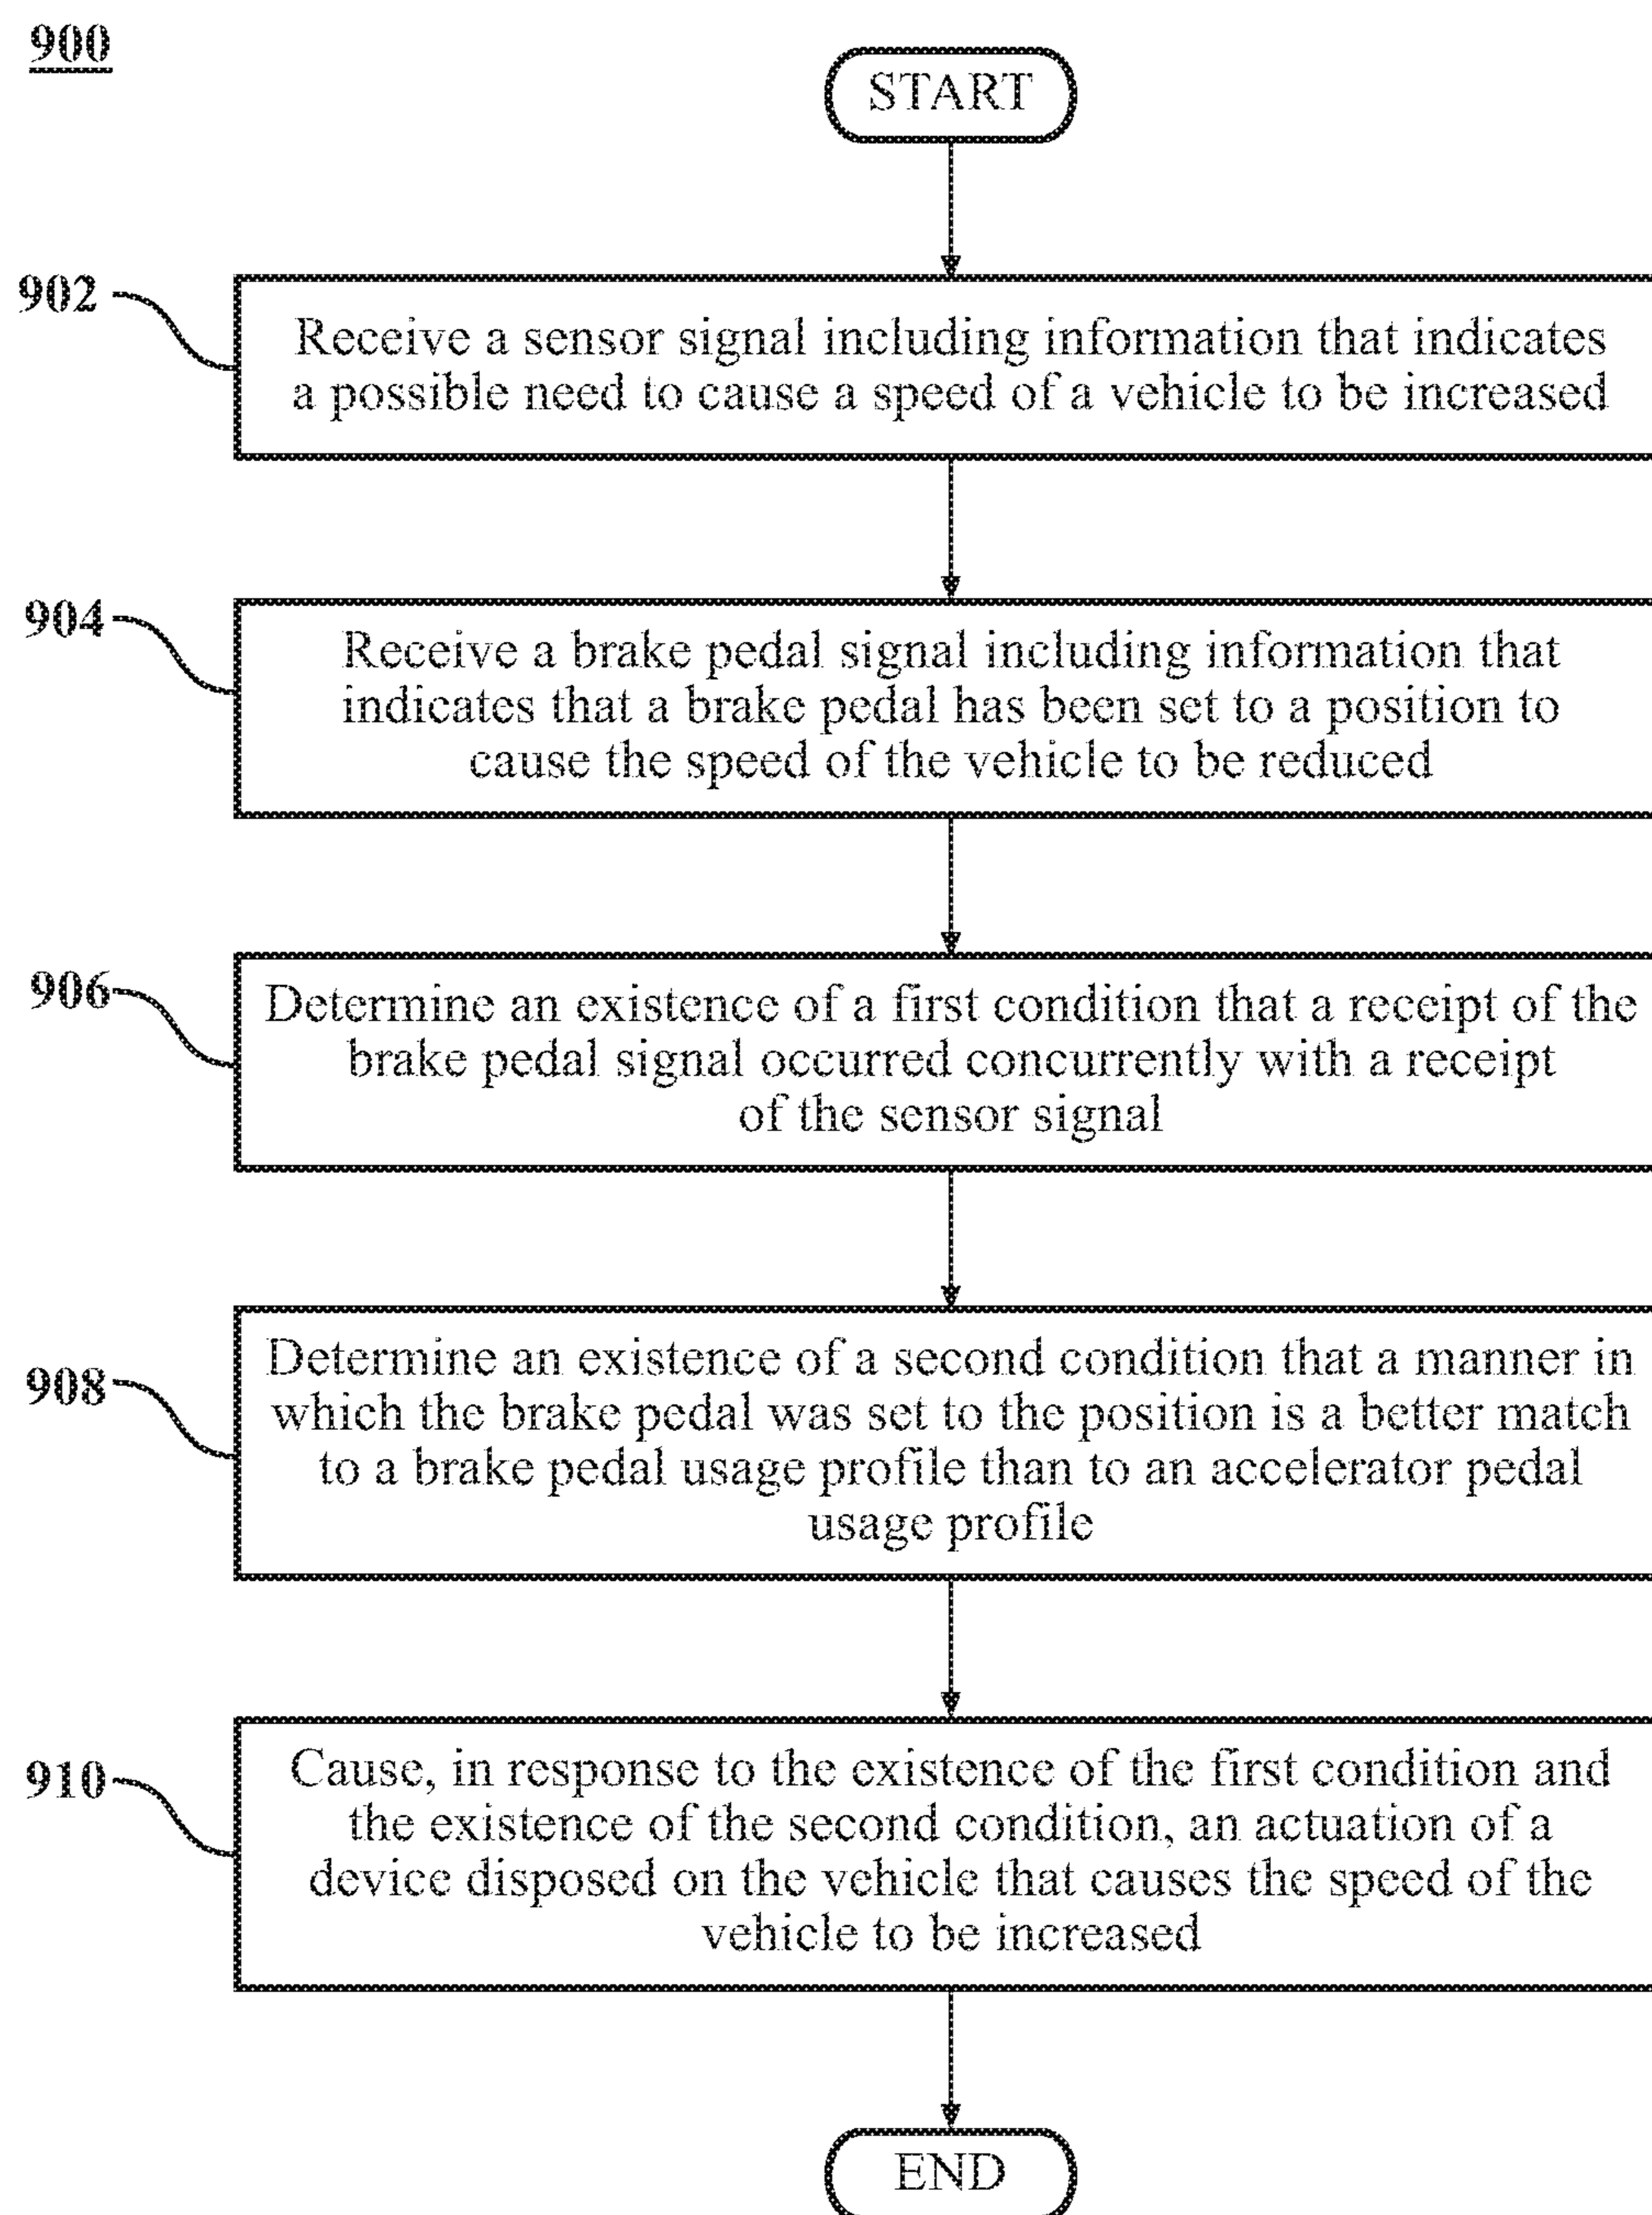 900
START
902
Receive a sensor signal including information that indicates
a possible need to cause a speed of a vehicle to be increased
904
Receive a brake pedal signal including information that
indicates that a brake pedal has been set to a position to
cause the speed of the vehicle to be reduced
906
Determine an existence of a first condition that a receipt of the
brake pedal signal occurred concurrently with a receipt
of the sensor signal
908
Determine an existence of a second condition that a manner in
which the brake pedal was set to the position is a better match
to a brake pedal usage profile than to an accelerator pedal
usage profile
910
Cause, in response to the existence of the first condition and
the existence of the second condition, an actuation of a
device disposed on the vehicle that causes the speed of the
vehicle to be increased
END